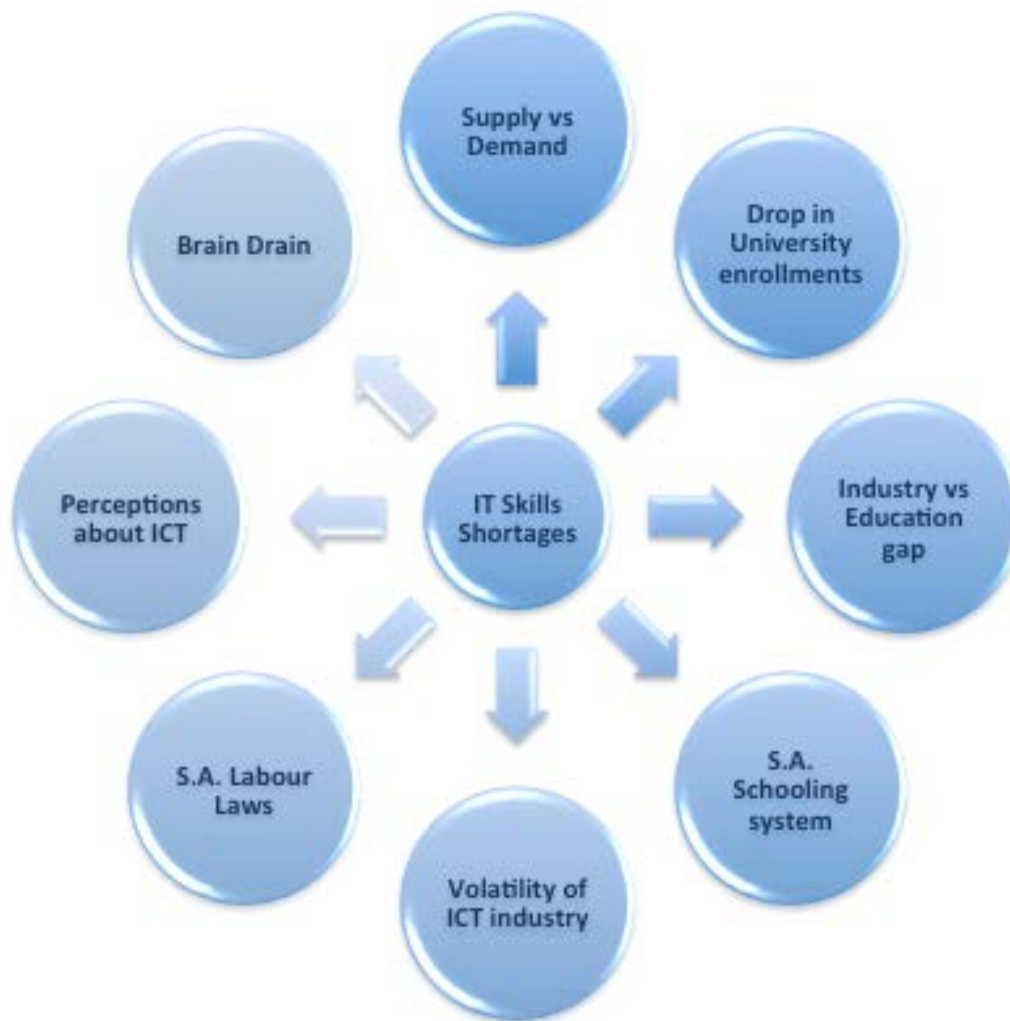 Supply vs
Demand
Drop in
University
enrollments
Industry vs
Education
gap
S.A.
Schooling
system
Volatility of
ICT industry
S.A. Labour
Laws
Perceptions
about ICT
Brain Drain
IT Skills
Shortages